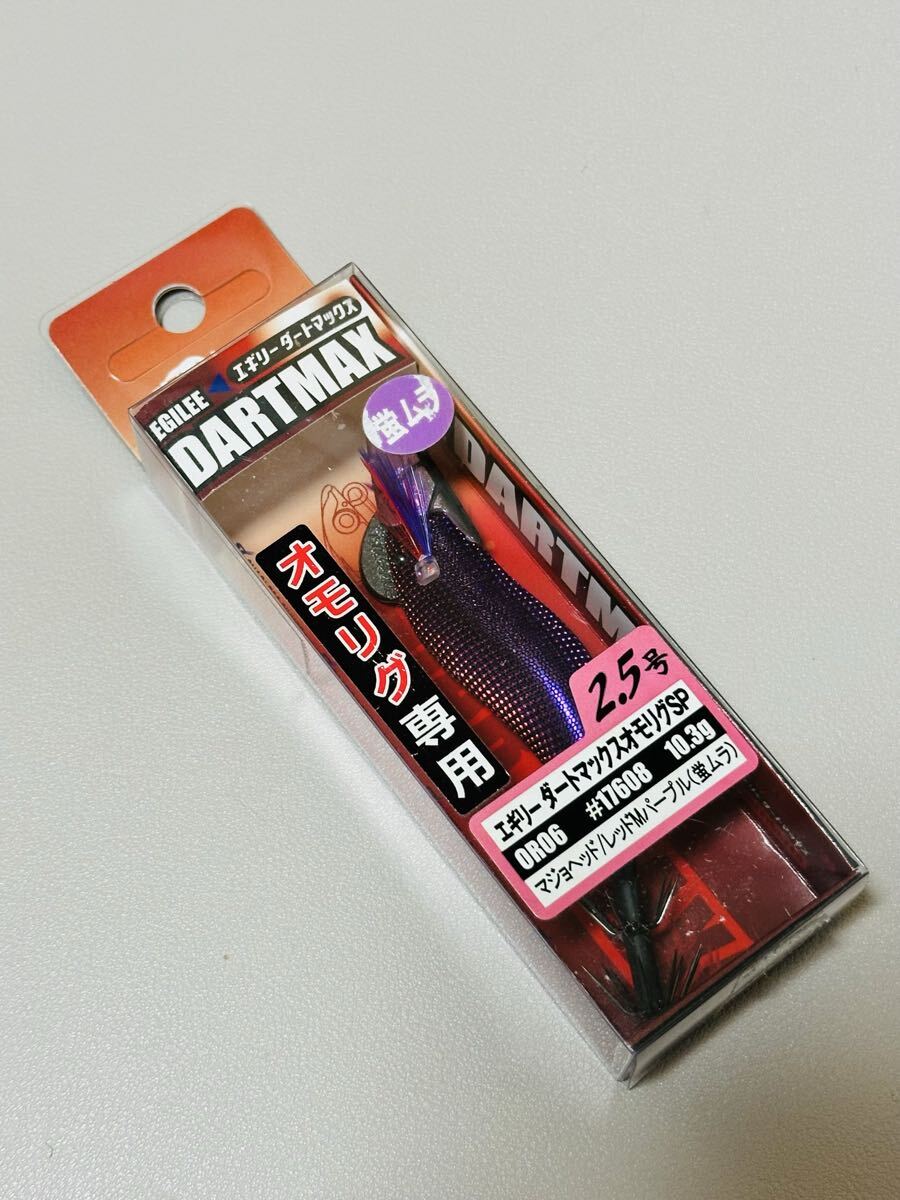 エギリー ダートマックス
EGILEE
DARTMAX
蛍ムラ
DARTM
オモリグ専用
2.5号
エギリー ダートマックスオモリグSP
OR06 #17608 10.3g
マジョヘッド/レッドMパープル(蛍ムラ)